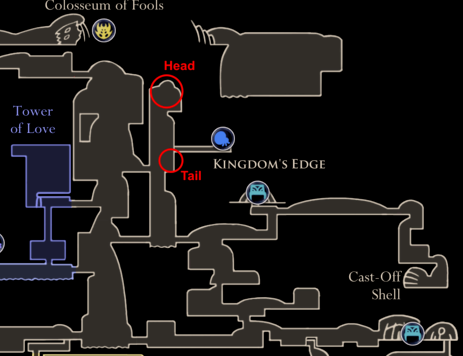 Colosseum of Fools
Head
Tower
of Love
Kingdom's Edge
Tail
Cast-Off
Shell